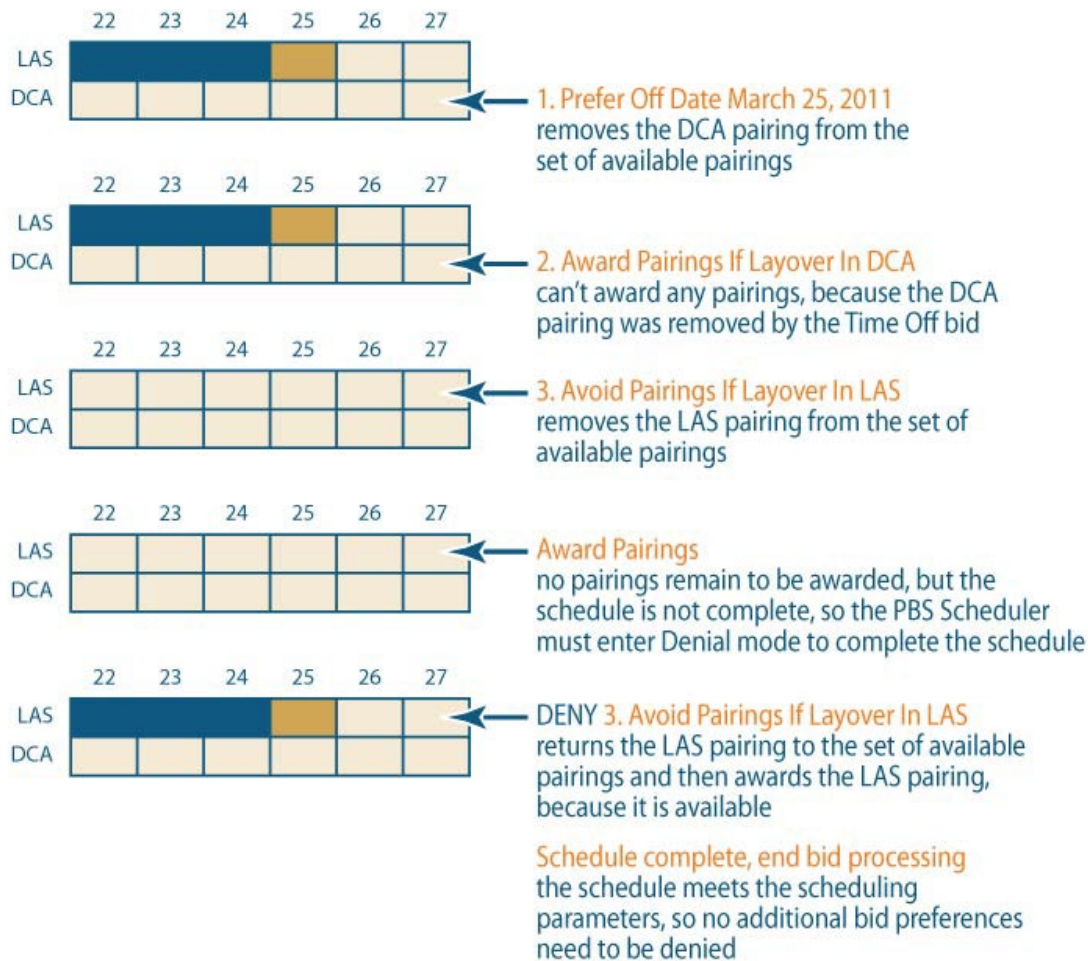 22 23 24 25 26 27
LAS
DCA
1. Prefer Off Date March 25, 2011
removes the DCA pairing from the
set of available pairings
22 23 24 25 26 27
LAS
DCA
2. Award Pairings If Layover In DCA
can't award any pairings, because the DCA
pairing was removed by the Time Off bid
22 23 24 25 26 27
LAS
DCA
3. Avoid Pairings If Layover In LAS
removes the LAS pairing from the set of
available pairings
22 23 24 25 26 27
LAS
DCA
Award Pairings
no pairings remain to be awarded, but the
schedule is not complete, so the PBS Scheduler
must enter Denial mode to complete the schedule
22 23 24 25 26 27
LAS
DCA
DENY 3. Avoid Pairings If Layover In LAS
returns the LAS pairing to the set of available
pairings and then awards the LAS pairing,
because it is available
Schedule complete, end bid processing
the schedule meets the scheduling
parameters, so no additional bid preferences
need to be denied